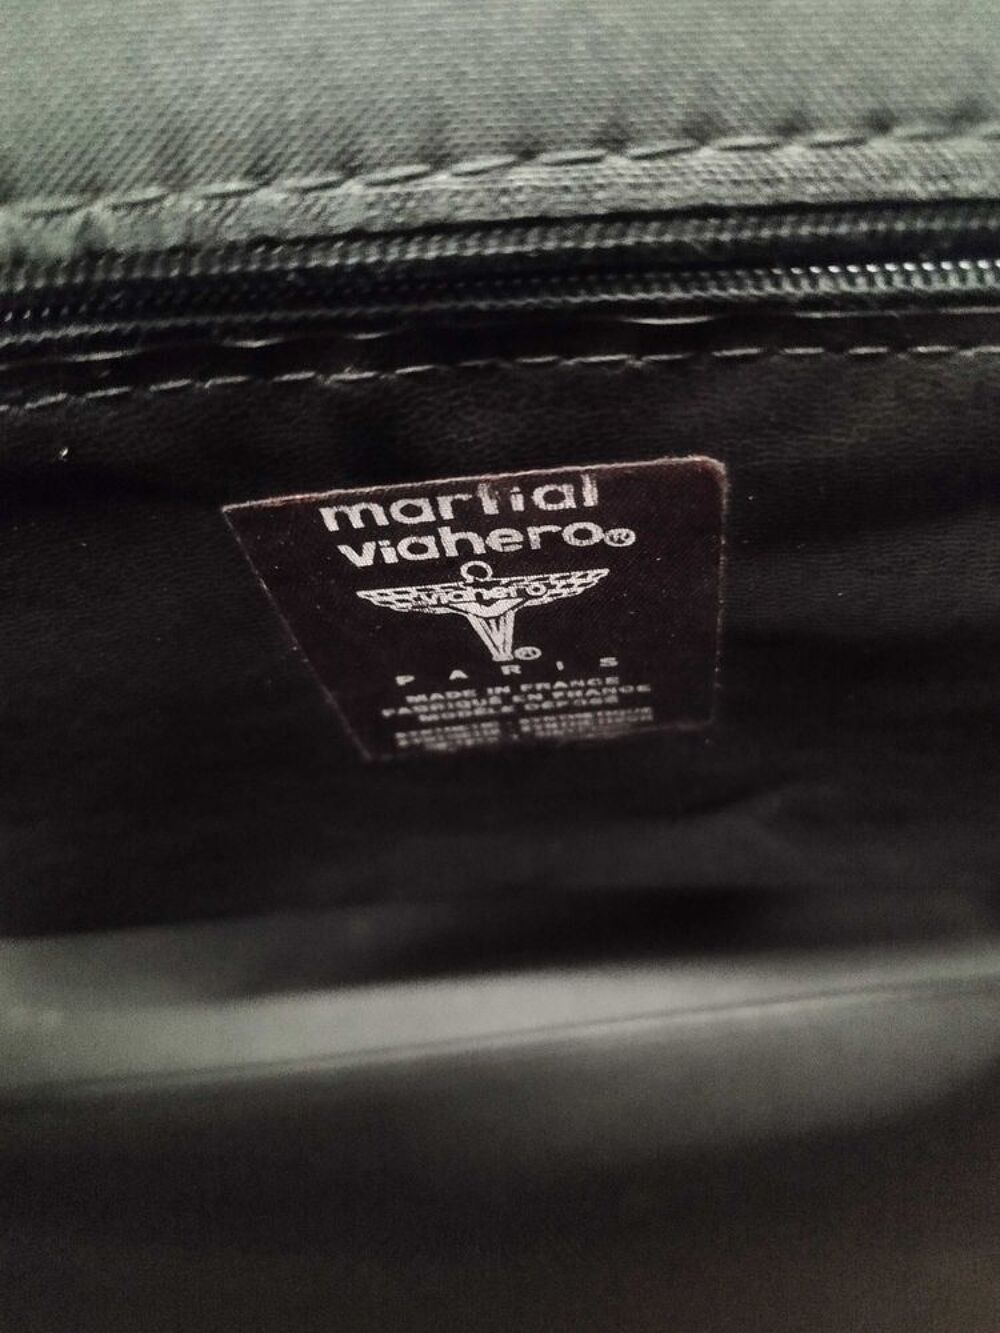 martial
viahero®
viahero
®
PARIS
MADE IN FRANCE
FABRIQUÉ EN FRANCE
MODÈLE DÉPOSÉ